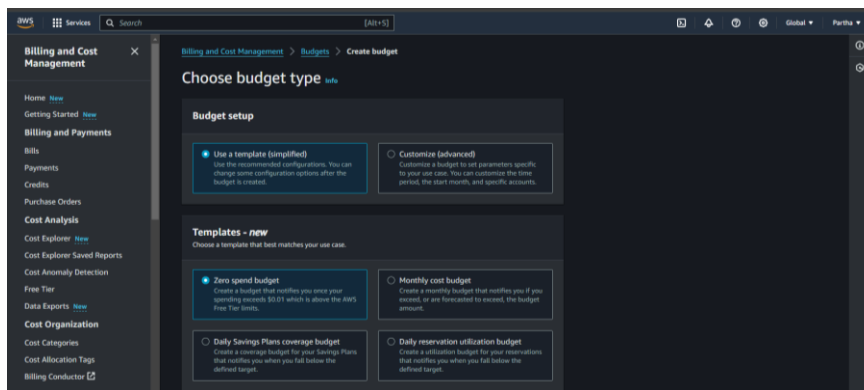 aws
Services
Search
[Alt+S]
Global
Partha
Billing and Cost
Management
Home New
Getting Started New
Billing and Payments
Bills
Payments
Credits
Purchase Orders
Cost Analysis
Cost Explorer New
Cost Explorer Saved Reports
Cost Anomaly Detection
Free Tier
Data Exports New
Cost Organization
Cost Categories
Cost Allocation Tags
Billing Conductor
Billing and Cost Management > Budgets > Create budget
Choose budget type Info
Budget setup
Use a template (simplified)
Use the recommended configurations. You can
change some configuration options after the
budget is created.
Customize (advanced)
Customize a budget to set parameters specific
to your use case. You can customize the time
period, the start month, and specific accounts.
Templates - new
Choose a template that best matches your use case.
Zero spend budget
Create a budget that notifies you once your
spending exceeds $0.01 which is above the AWS
Free Tier limits.
Monthly cost budget
Create a monthly budget that notifies you if you
exceed, or are forecasted to exceed, the budget
amount.
Daily Savings Plans coverage budget
Create a coverage budget for your Savings Plans
that notifies you when you fall below the
defined target.
Daily reservation utilization budget
Create a utilization budget for your reservations
that notifies you when you fall below the
defined target.